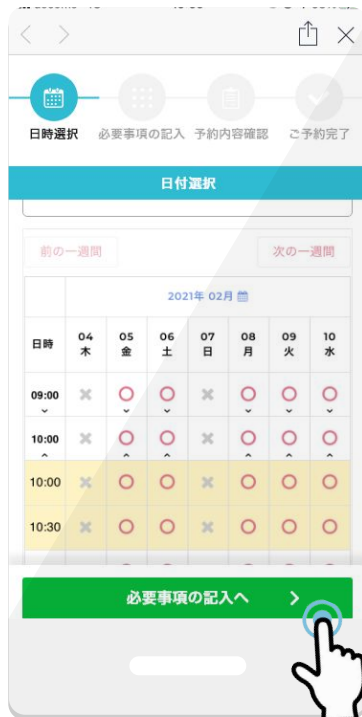 日時選択 必要事項の記入 予約内容確認 ご予約完了
日付選択
前の一週間 次の一週間
2021年 02月
日時 04 05 06 07 08 09 10
木 金 土 日 月 火 水
09:00
10:00
10:00
10:30
必要事項の記入へ